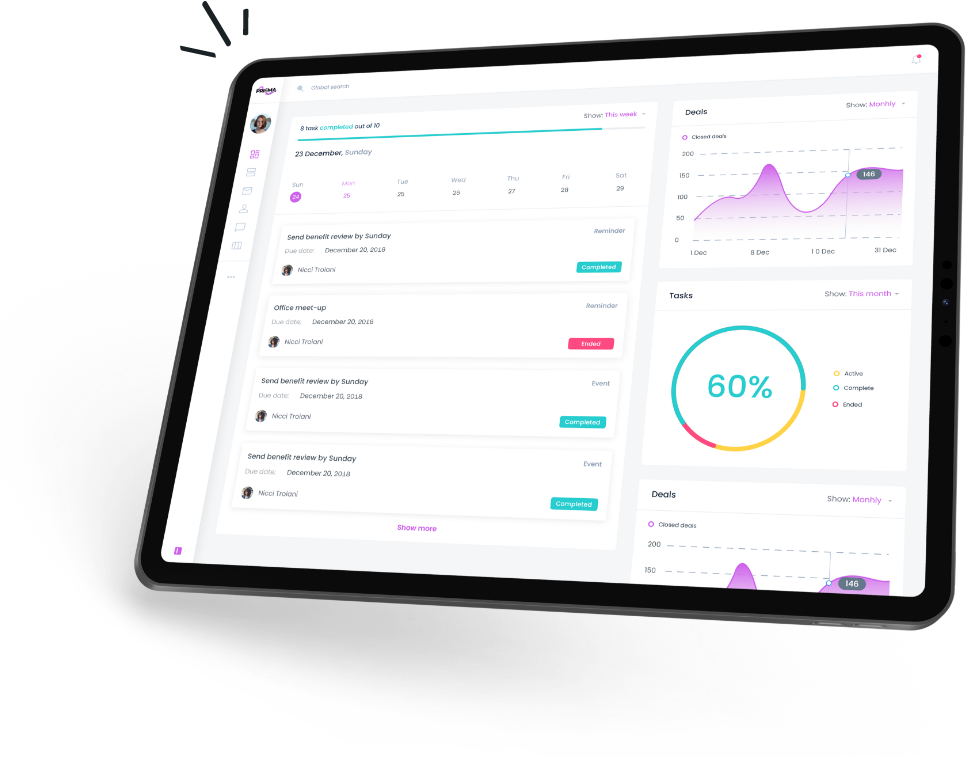 PRISMA
Global search
8 task completed out of 10
Show: This week
23 December, Sunday
Sun Mon Tue Wed Thu Fri Sat
24 25 25 26 27 28 29
Send benefit review by Sunday
Reminder
Due date: December 20, 2018
Nicci Troiani
Completed
Office meet-up
Reminder
Due date: December 20, 2018
Nicci Troiani
Ended
Send benefit review by Sunday
Event
Due date: December 20, 2018
Nicci Troiani
Completed
Send benefit review by Sunday
Event
Due date: December 20, 2018
Nicci Troiani
Completed
Show more
Deals
Show: Monhly
Closed deals
200
150
146
100
50
0
1 Dec 8 Dec 1 0 Dec 31 Dec
Tasks
Show: This month
60%
Active
Complete
Ended
Deals
Show: Monhly
Closed deals
200
150
146